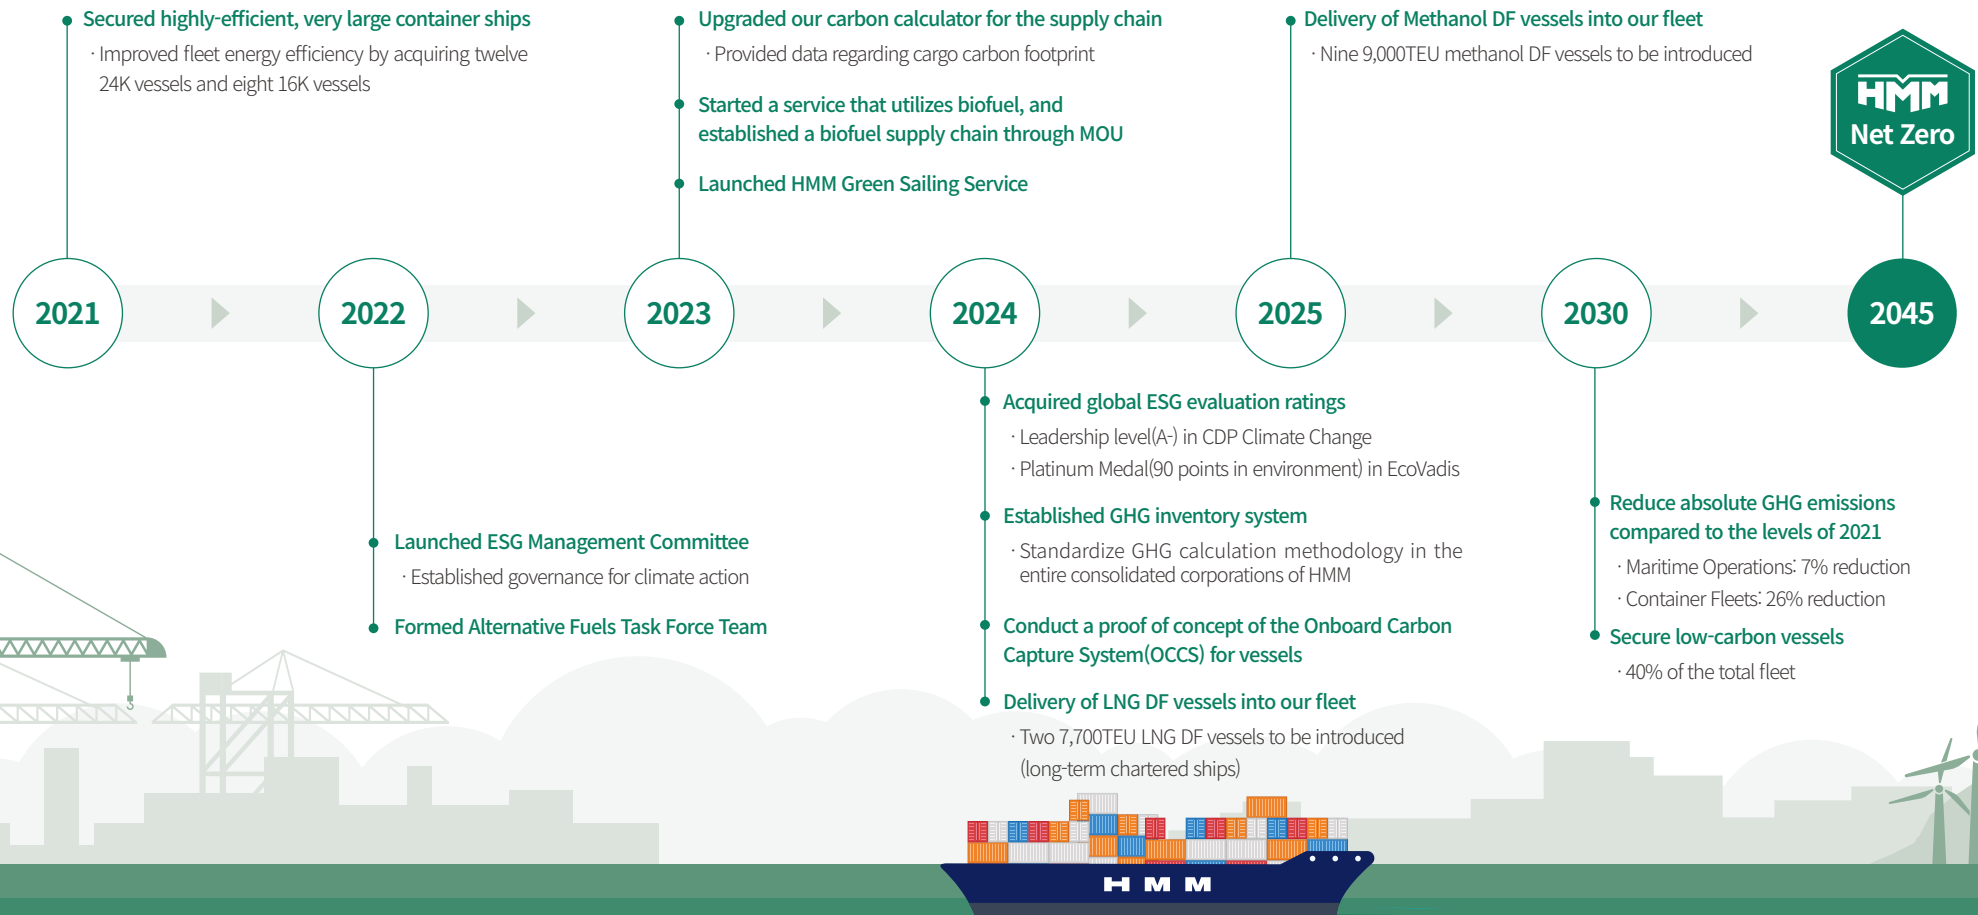 Secured highly-efficient, very large container ships
· Improved fleet energy efficiency by acquiring twelve
24K vessels and eight 16K vessels
Upgraded our carbon calculator for the supply chain
· Provided data regarding cargo carbon footprint
Started a service that utilizes biofuel, and
established a biofuel supply chain through MOU
Launched HMM Green Sailing Service
Delivery of Methanol DF vessels into our fleet
· Nine 9,000TEU methanol DF vessels to be introduced
HMM
Net Zero
2021
2022
2023
2024
2025
2030
2045
Launched ESG Management Committee
· Established governance for climate action
Formed Alternative Fuels Task Force Team
Acquired global ESG evaluation ratings
· Leadership level(A-) in CDP Climate Change
· Platinum Medal(90 points in environment) in EcoVadis
Established GHG inventory system
· Standardize GHG calculation methodology in the
entire consolidated corporations of HMM
Conduct a proof of concept of the Onboard Carbon
Capture System(OCCS) for vessels
Delivery of LNG DF vessels into our fleet
· Two 7,700TEU LNG DF vessels to be introduced
(long-term chartered ships)
Reduce absolute GHG emissions
compared to the levels of 2021
· Maritime Operations: 7% reduction
· Container Fleets: 26% reduction
Secure low-carbon vessels
· 40% of the total fleet
HMM